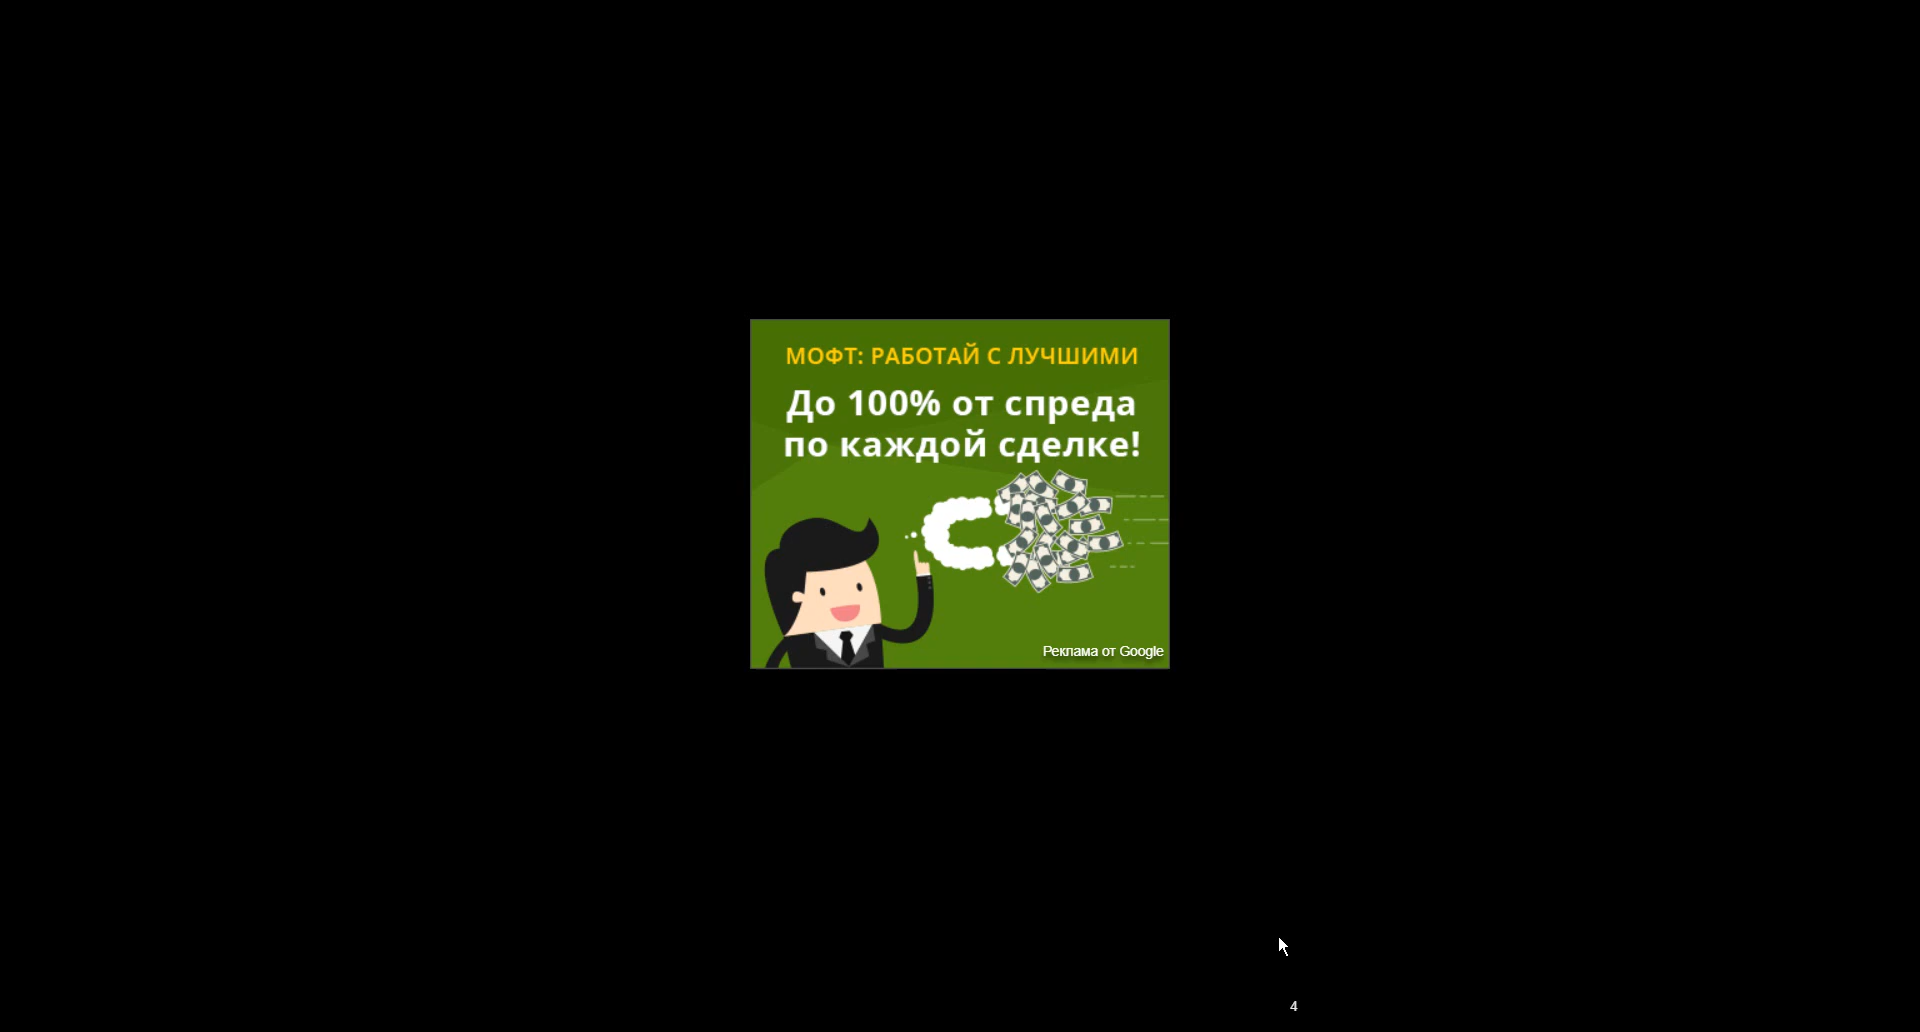 МОФТ: РАБОТАЙ С ЛУЧШИМИ
До 100% от спреда
по каждой сделке!
Реклама от Google
4